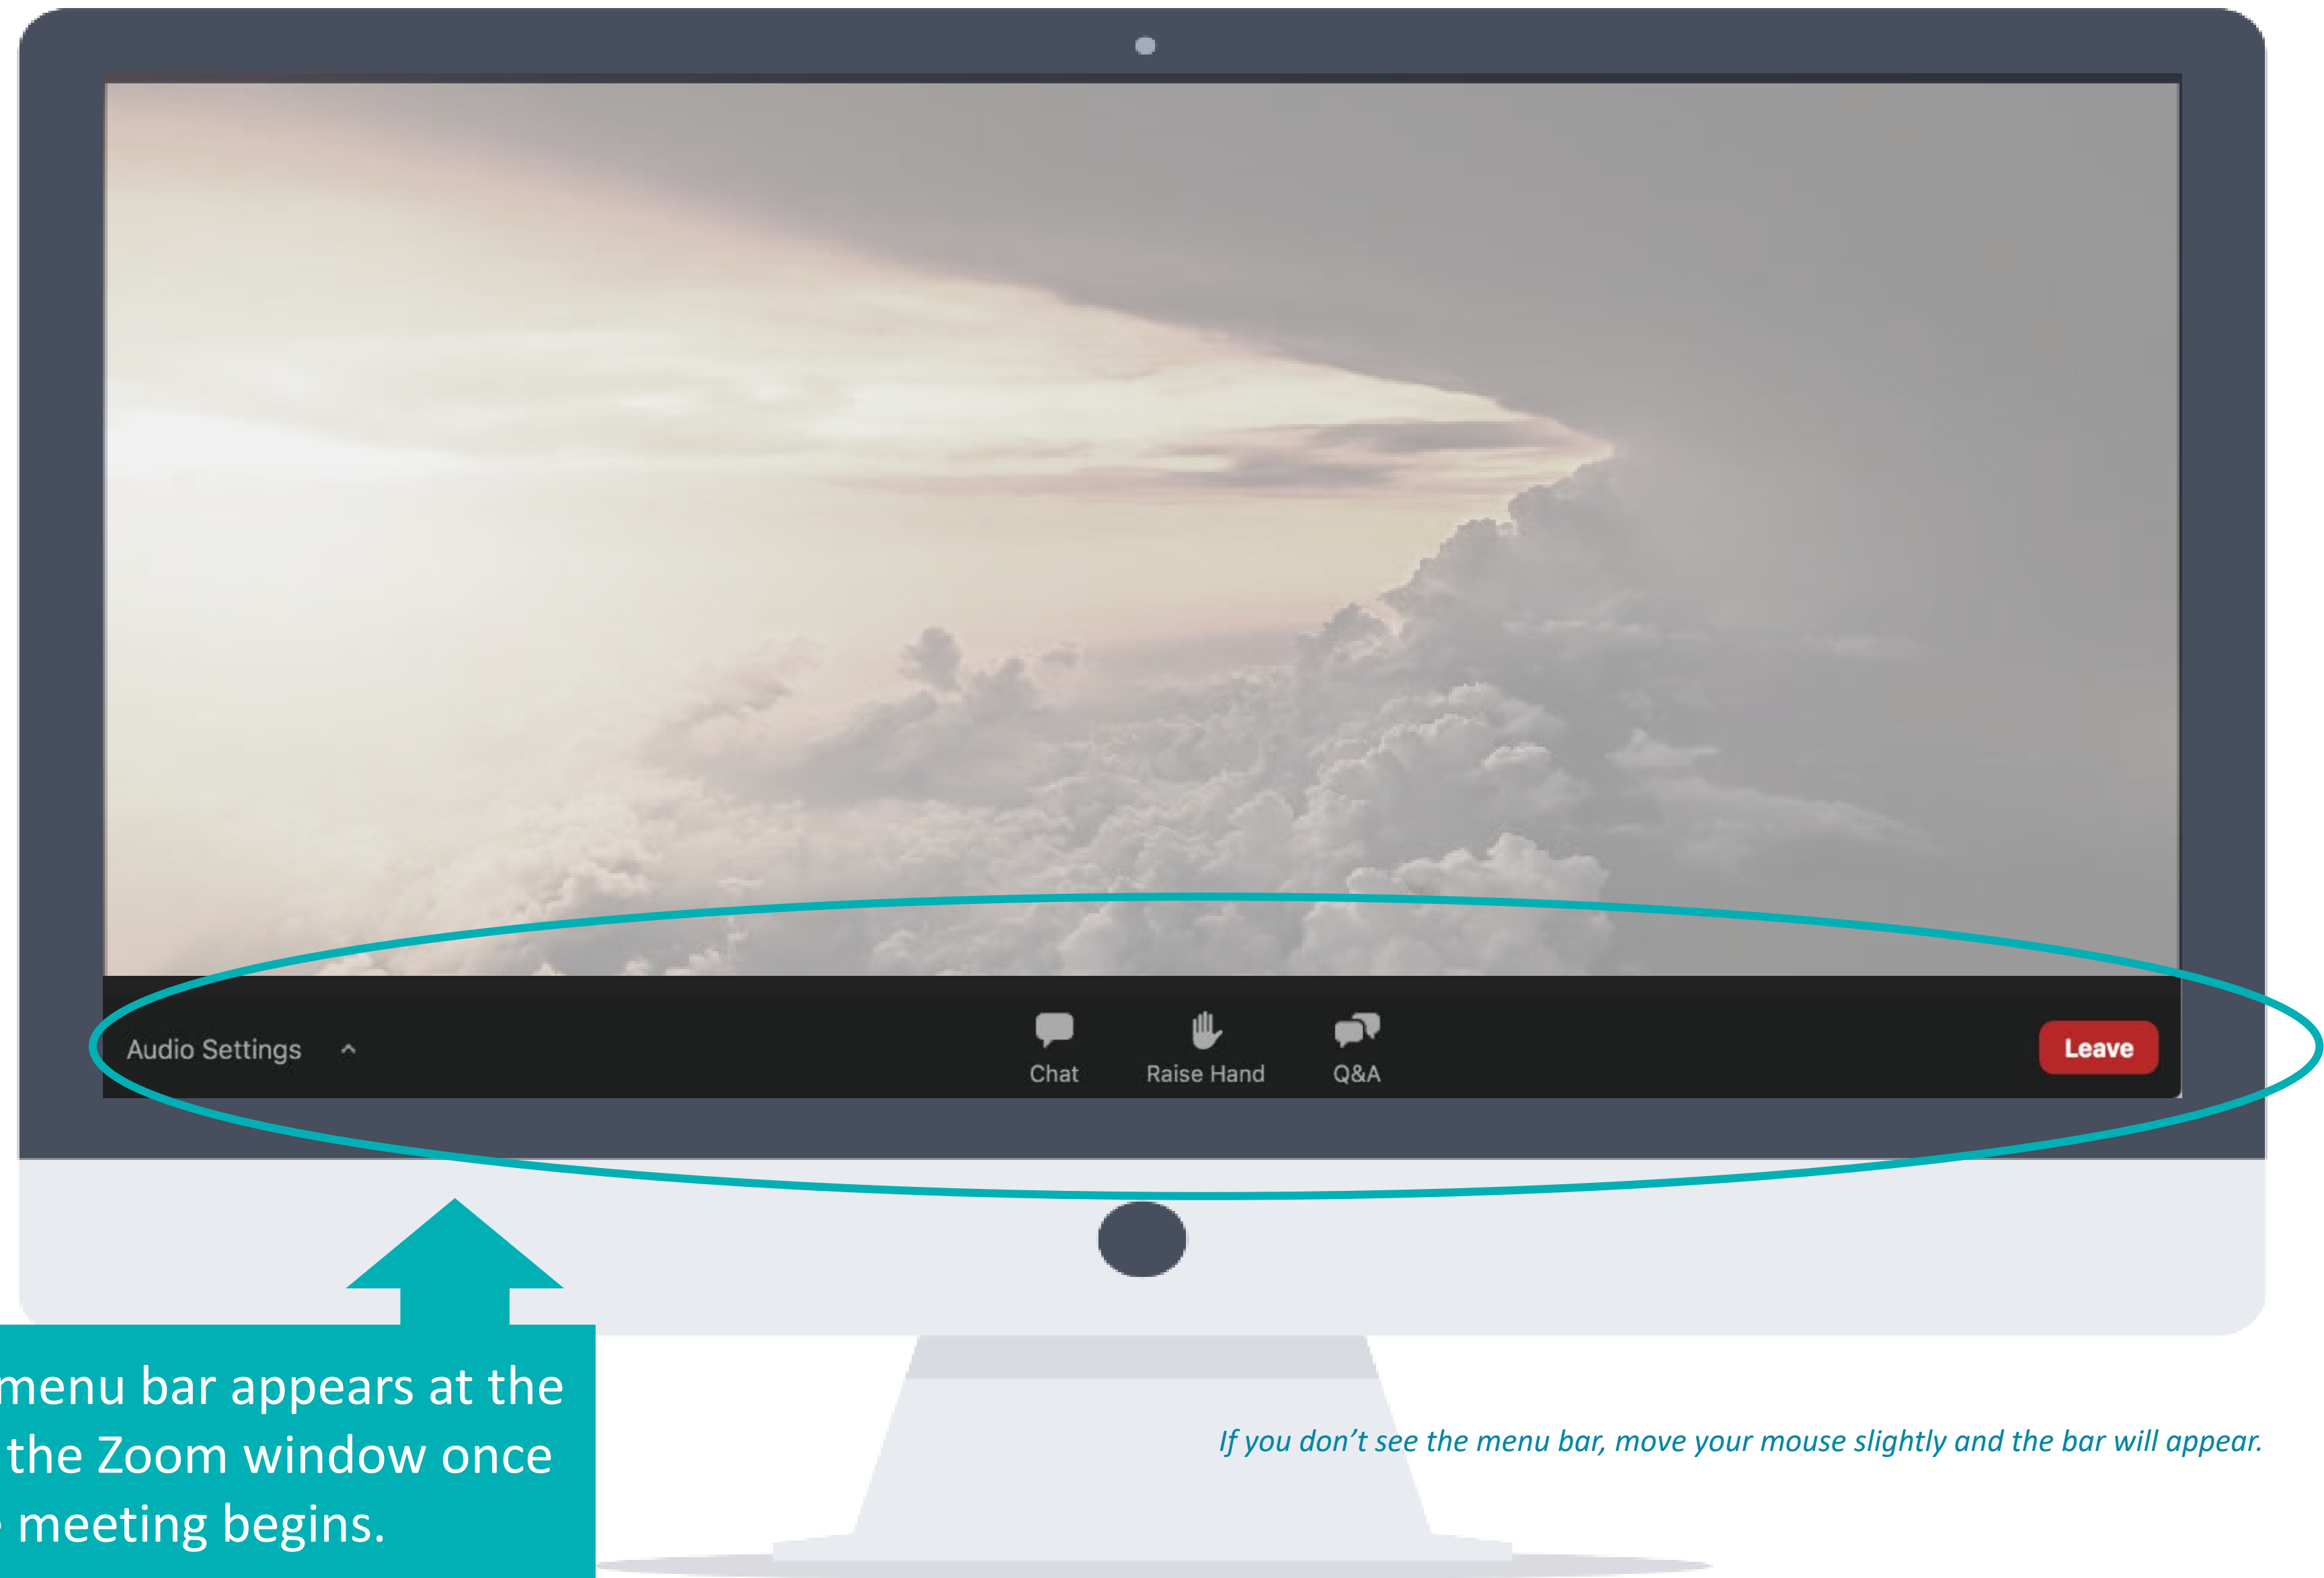 Audio Settings
Chat
Raise Hand
Q&A
Leave
menu bar appears at the
the Zoom window once
meeting begins.
If you don’t see the menu bar, move your mouse slightly and the bar will appear.